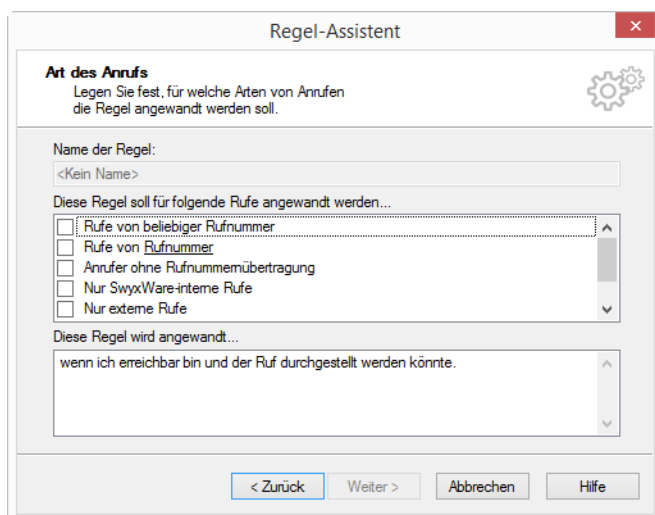 Regel-Assistent
Art des Anrufs
Legen Sie fest, für welche Arten von Anrufen
die Regel angewandt werden soll.
Name der Regel:
<Kein Name>
Diese Regel soll für folgende Rufe angewandt werden...
Rufe von beliebiger Rufnummer
Rufe von Rufnummer
Anrufer ohne Rufnummernübertragung
Nur SwyxWare-interne Rufe
Nur externe Rufe
Diese Regel wird angewandt...
wenn ich erreichbar bin und der Ruf durchgestellt werden könnte.
< Zurück Weiter > Abbrechen Hilfe